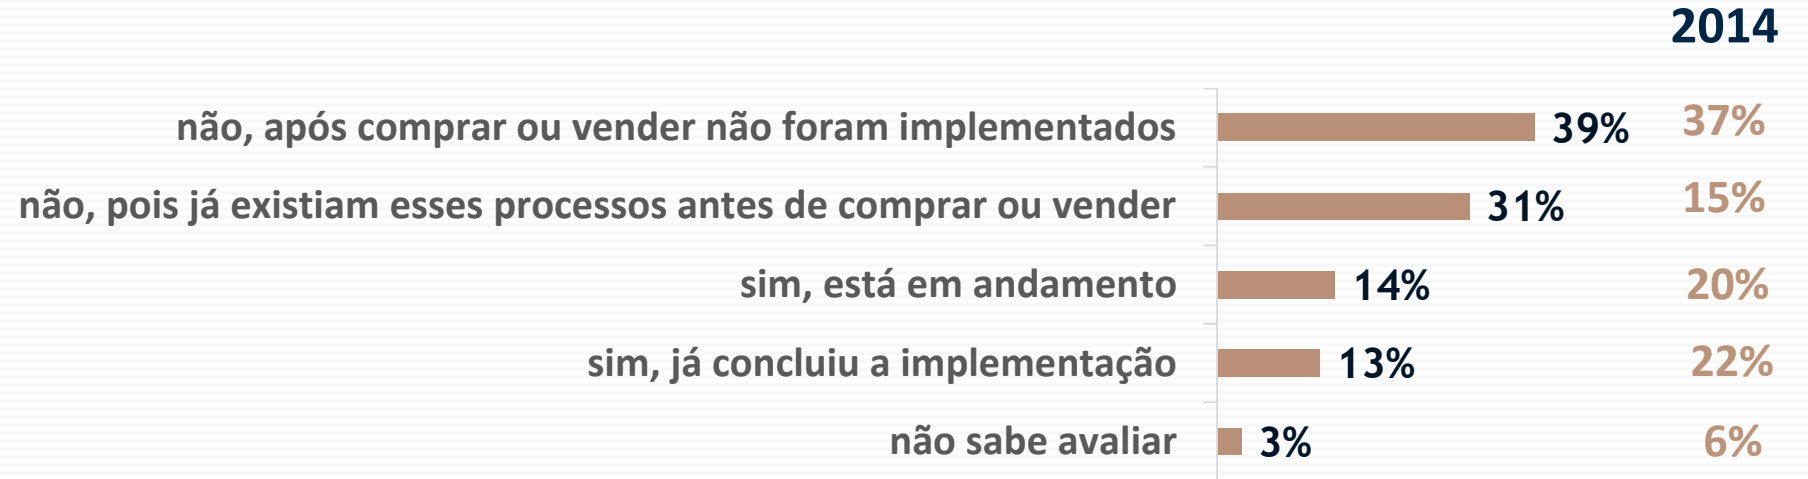 2014
não, após comprar ou vender não foram implementados 39% 37%
não, pois já existiam esses processos antes de comprar ou vender 31% 15%
sim, está em andamento 14% 20%
sim, já concluiu a implementação 13% 22%
não sabe avaliar 3% 6%